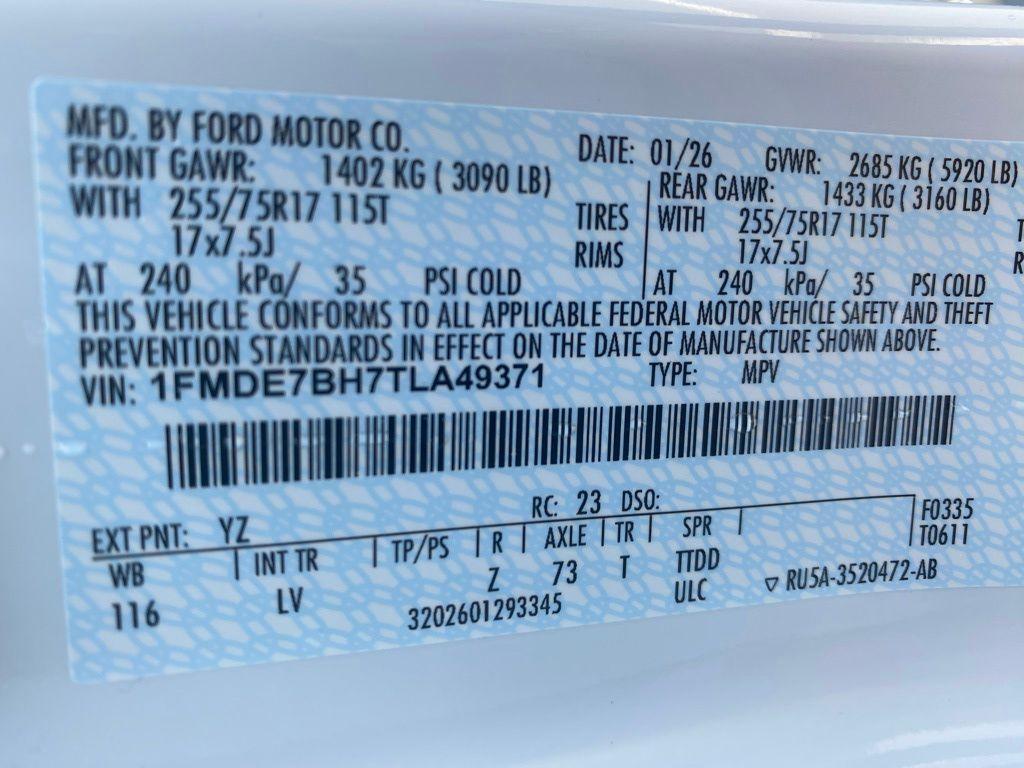 MFD. BY FORD MOTOR CO. DATE: 01/26 GVWR: 2685 KG ( 5920 LB)
FRONT GAWR: 1402 KG ( 3090 LB) REAR GAWR: 1433 KG ( 3160 LB)
WITH 255/75R17 115T TIRES WITH 255/75R17 115T
17x7.5J RIMS 17x7.5J
AT 240 kPa/ 35 PSI COLD AT 240 kPa/ 35 PSI COLD
THIS VEHICLE CONFORMS TO ALL APPLICABLE FEDERAL MOTOR VEHICLE SAFETY AND THEFT
PREVENTION STANDARDS IN EFFECT ON THE DATE OF MANUFACTURE SHOWN ABOVE.
VIN: 1FMDE7BH7TLA49371 TYPE: MPV
EXT PNT: YZ RC: 23 DSO: F0335
WB INT TR TP/PS R AXLE TR SPR T0611
116 LV Z 73 T TTDD
3202601293345 ULC RU5A-3520472-AB